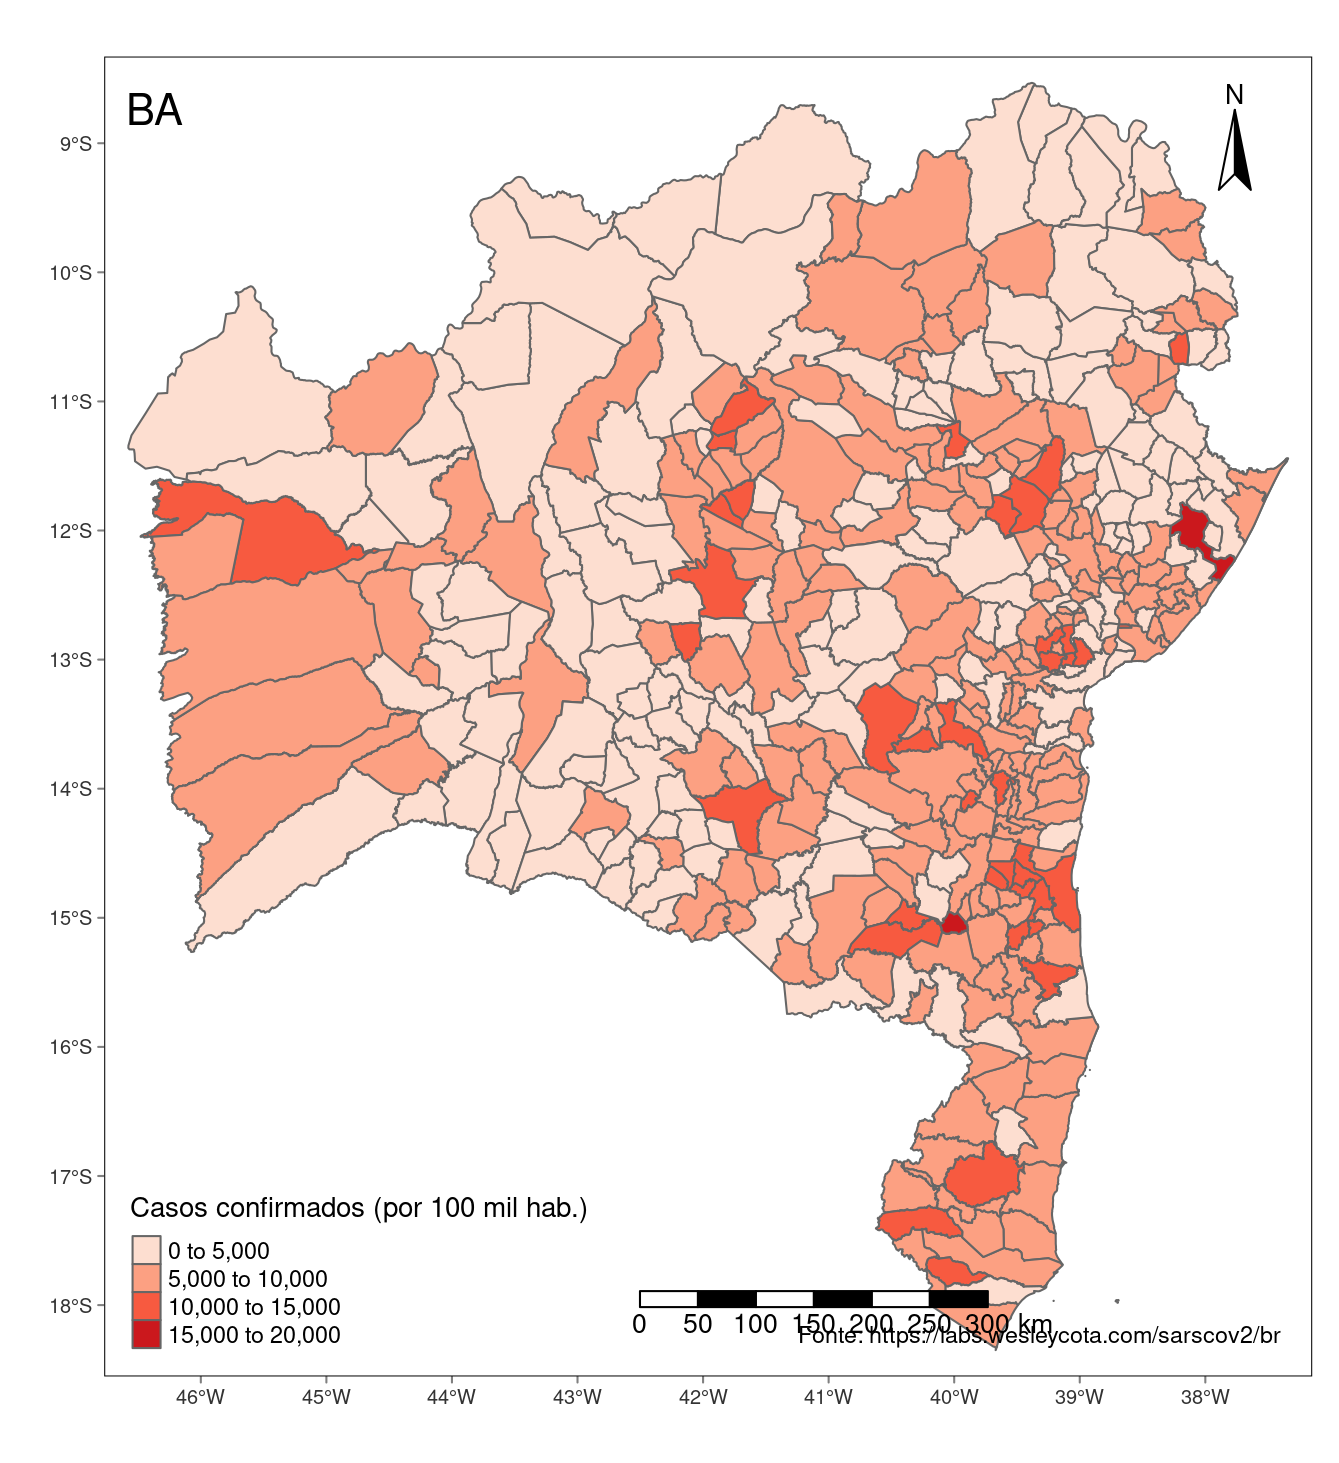 BA
N
9°S
10°S
11°S
12°S
13°S
14°S
15°S
16°S
17°S
18°S
Casos confirmados (por 100 mil hab.)
0 to 5,000
5,000 to 10,000
10,000 to 15,000
15,000 to 20,000
0 50 100 150 200 250 300 km
Fonte: https://labs.wesleycota.com/sarscov2/br
46°W 45°W 44°W 43°W 42°W 41°W 40°W 39°W 38°W